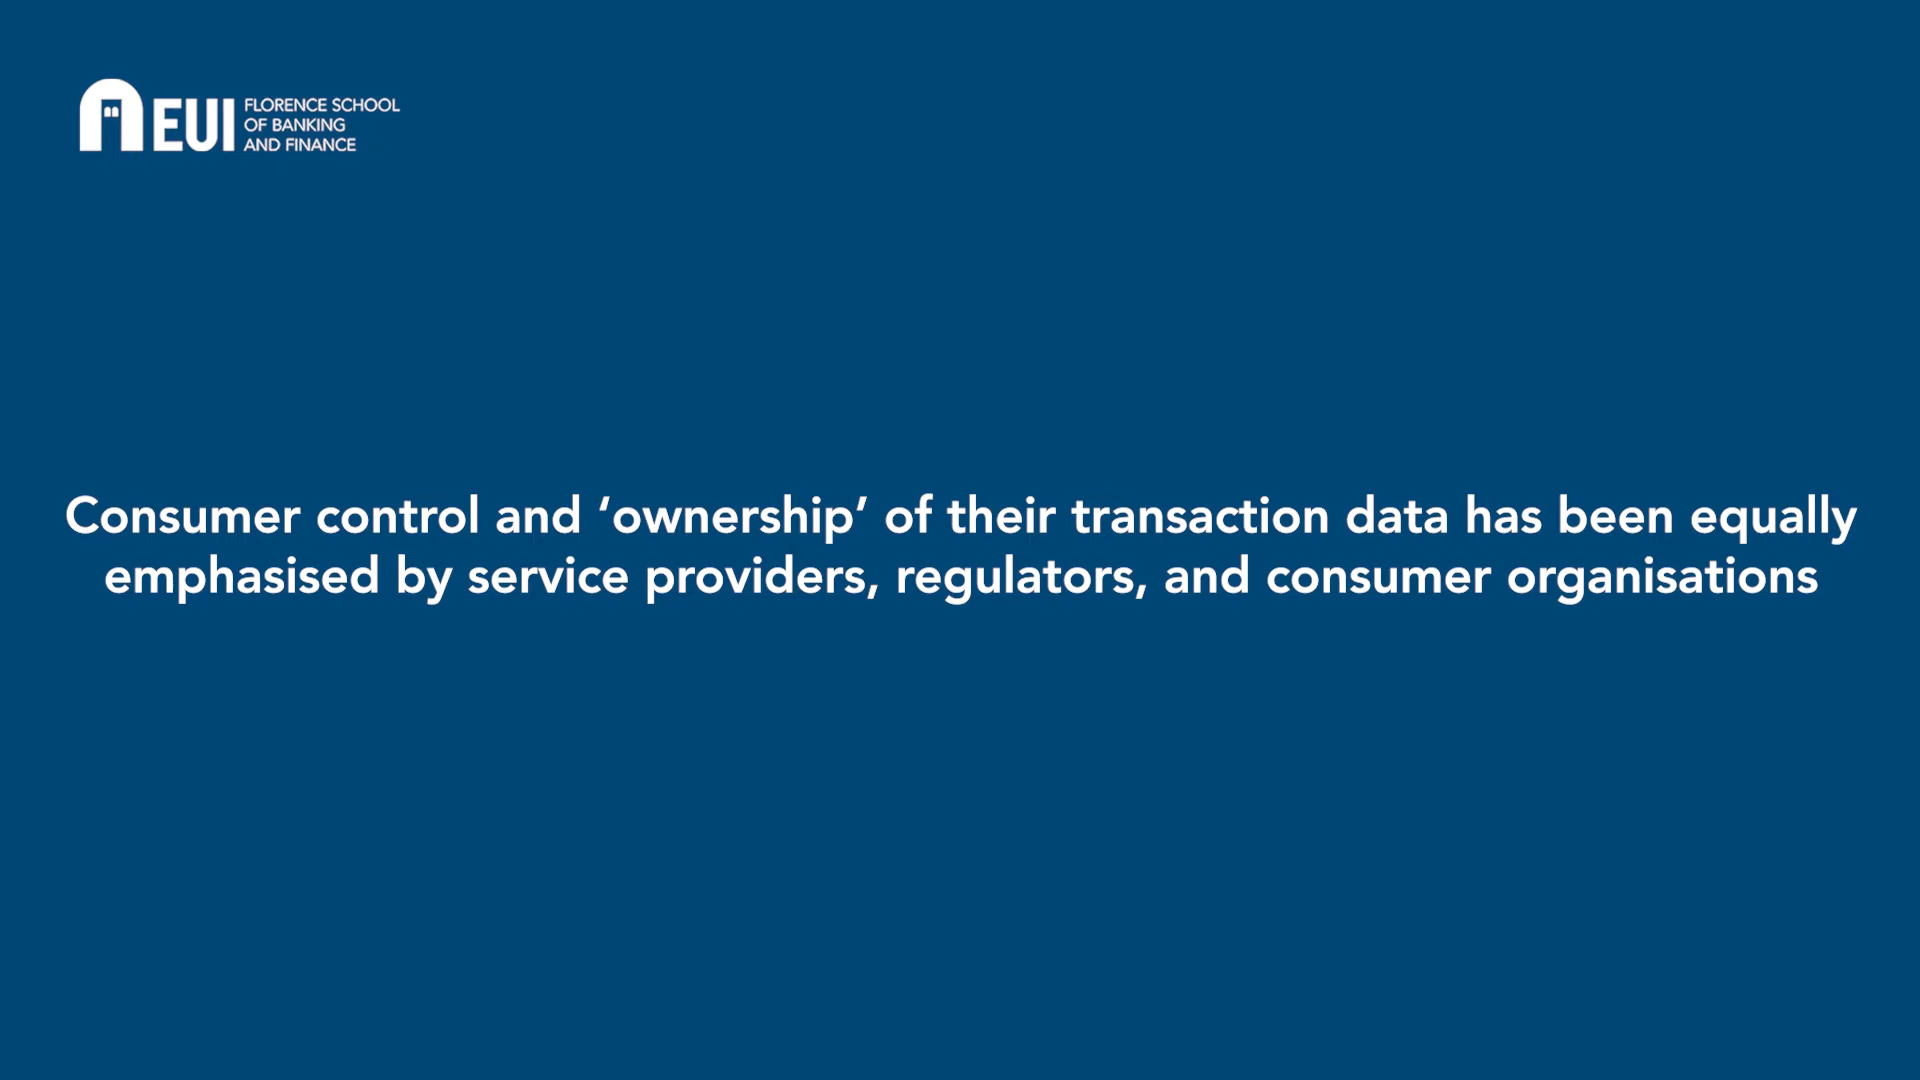 EUI
FLORENCE SCHOOL
OF BANKING
AND FINANCE
Consumer control and ‘ownership’ of their transaction data has been equally
emphasised by service providers, regulators, and consumer organisations